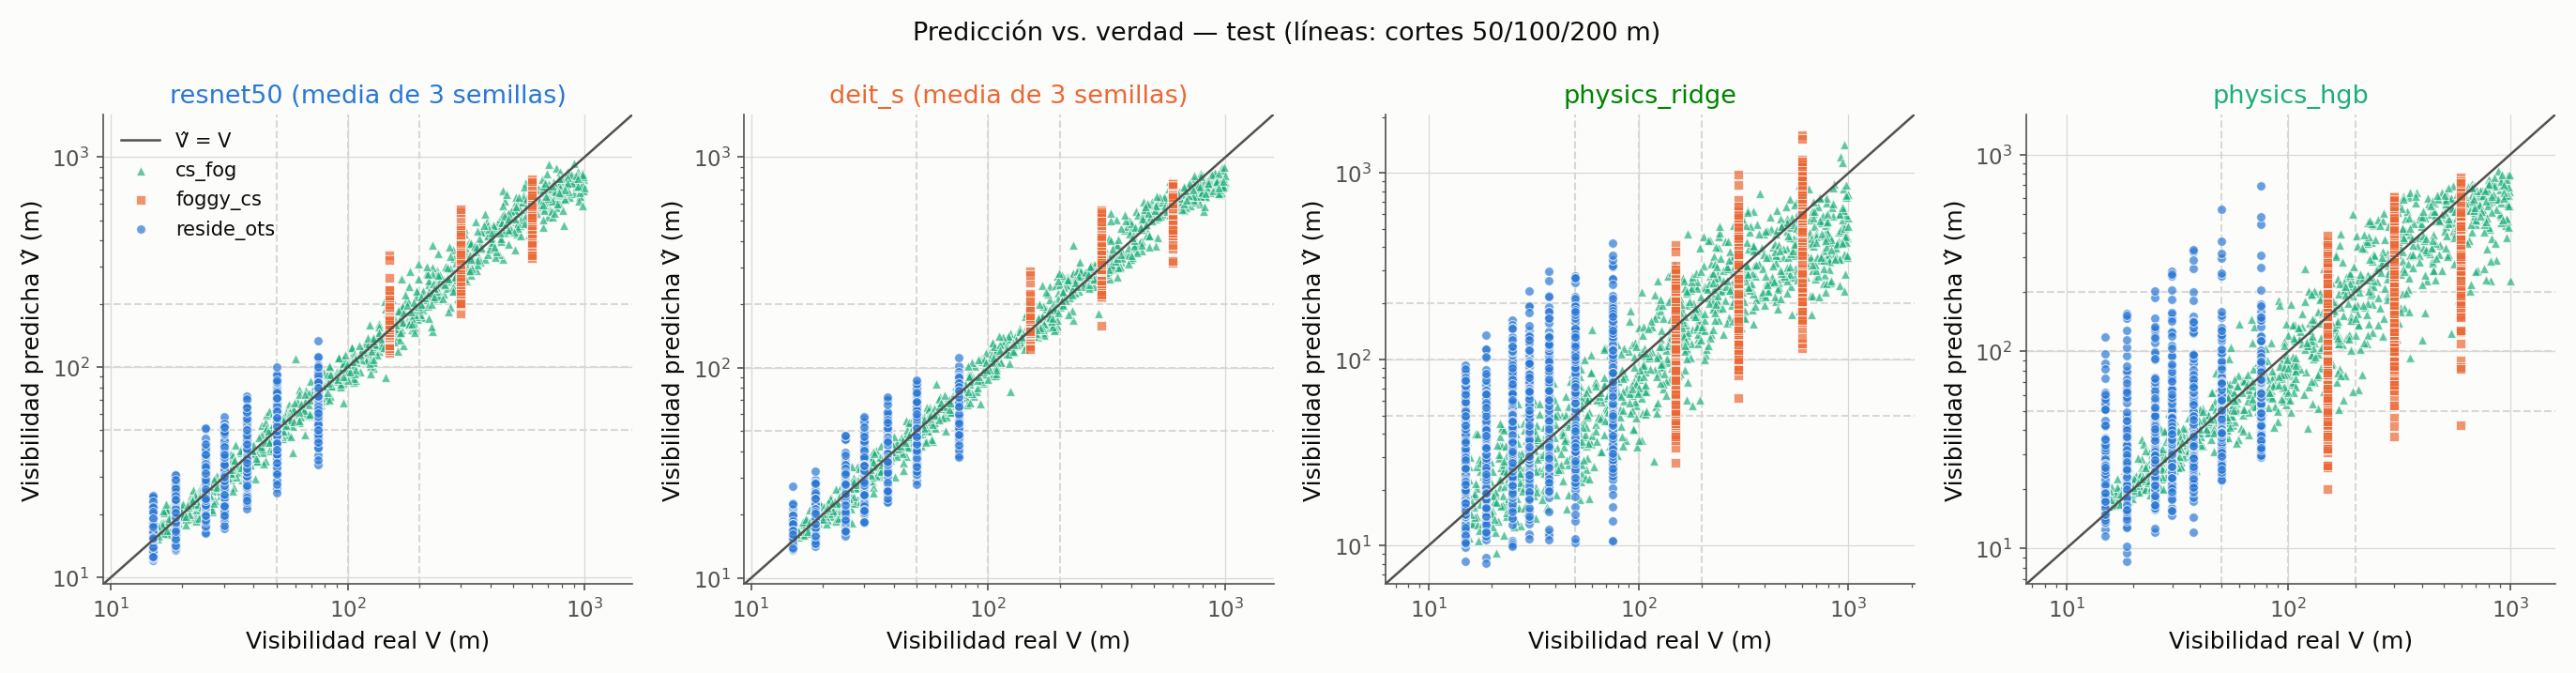 Predicción vs. verdad — test (líneas: cortes 50/100/200 m)
resnet50 (media de 3 semillas)
Visibilidad predicha V̂ (m)
10³
10²
10¹
V̂ = V
cs_fog
foggy_cs
reside_ots
10¹ 10² 10³
Visibilidad real V (m)
deit_s (media de 3 semillas)
Visibilidad predicha V̂ (m)
10³
10²
10¹
10¹ 10² 10³
Visibilidad real V (m)
physics_ridge
Visibilidad predicha V̂ (m)
10³
10²
10¹
10¹ 10² 10³
Visibilidad real V (m)
physics_hgb
Visibilidad predicha V̂ (m)
10³
10²
10¹
10¹ 10² 10³
Visibilidad real V (m)